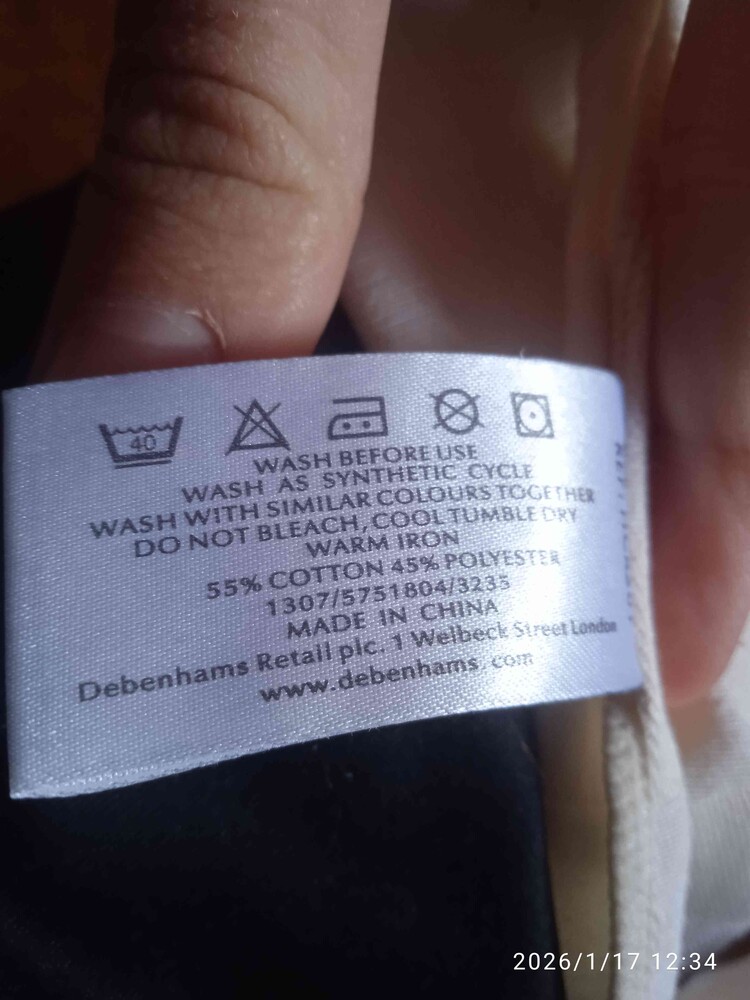 40
WASH BEFORE USE
WASH AS SYNTHETIC CYCLE
WASH WITH SIMILAR COLOURS TOGETHER
DO NOT BLEACH, COOL TUMBLE DRY
WARM IRON
55% COTTON 45% POLYESTER
1307/5751804/3235
MADE IN CHINA
Debenhams Retail plc. 1 Welbeck Street London
www.debenhams.com
2026/1/17 12:34